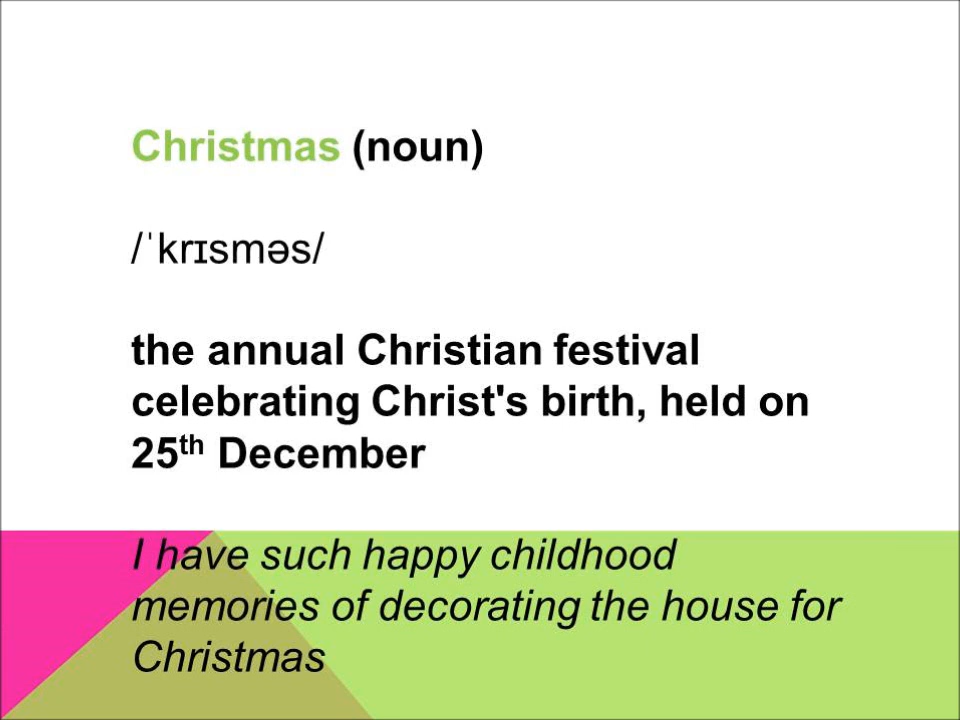 Christmas (noun)
/ˈkrɪsməs/
the annual Christian festival
celebrating Christ's birth, held on
25th December
I have such happy childhood
memories of decorating the house for
Christmas